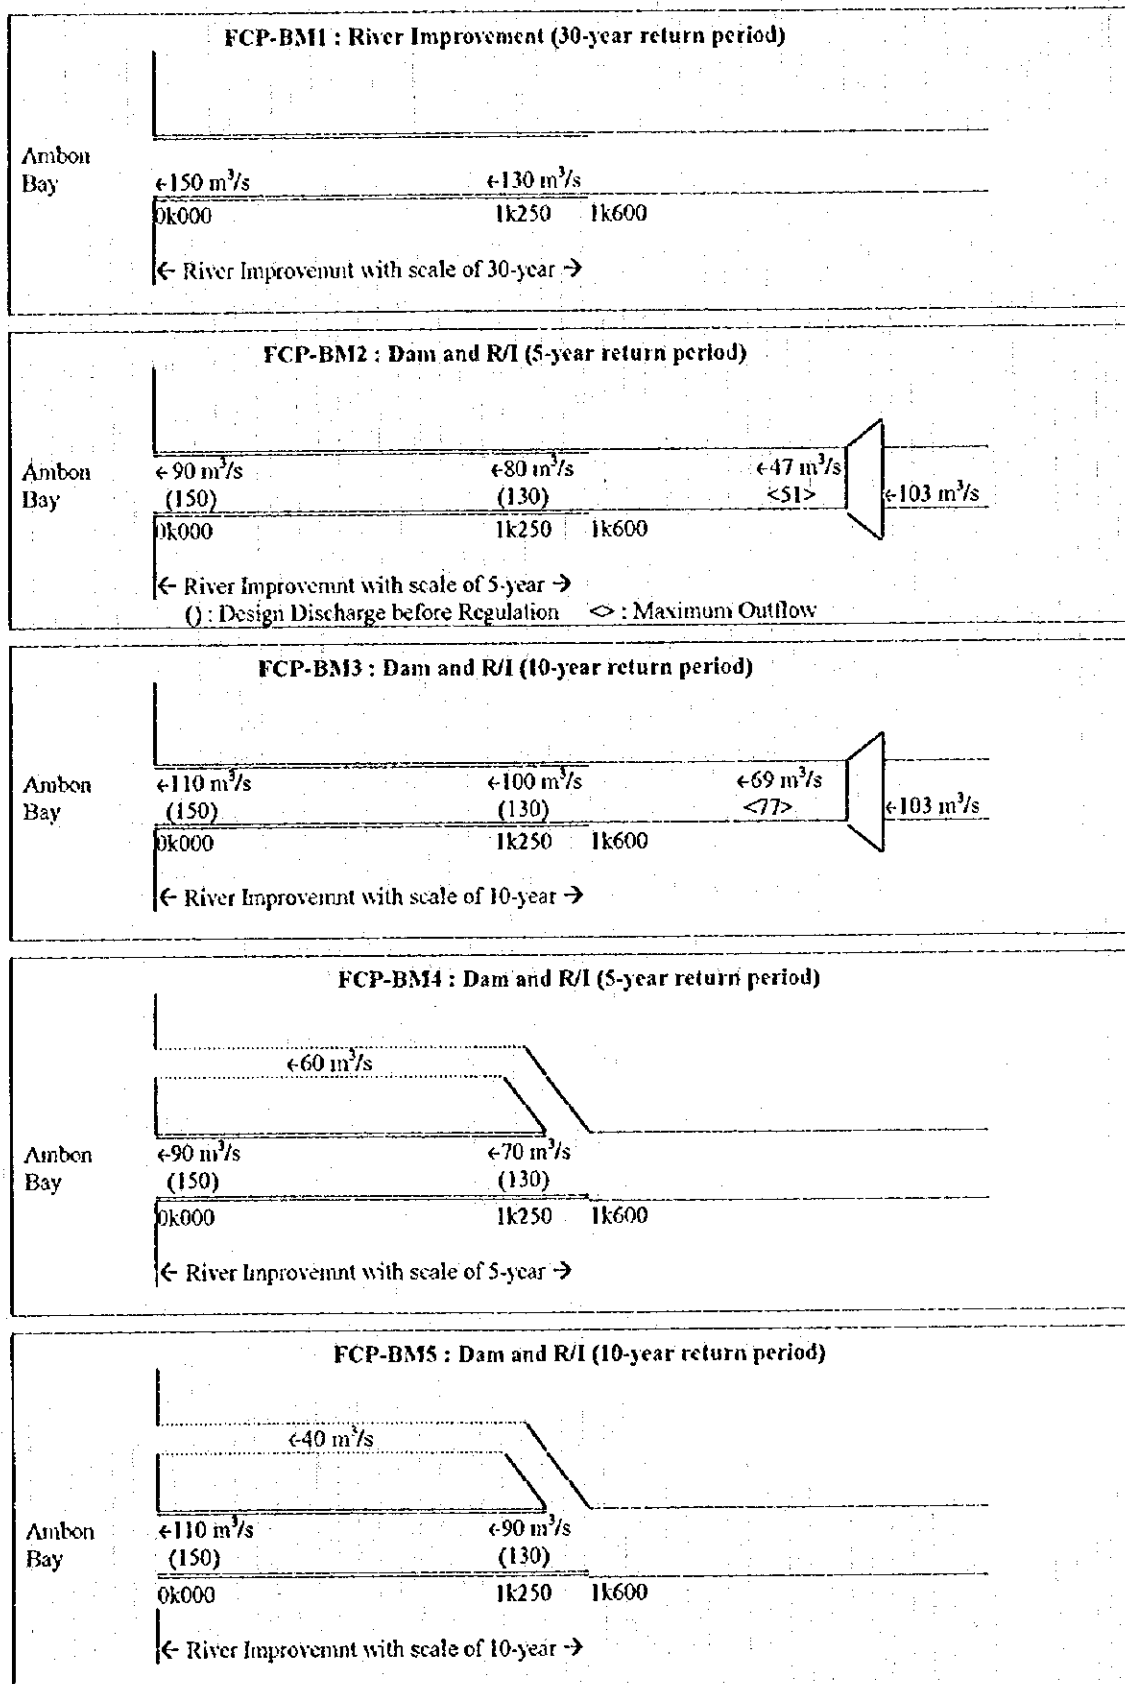 FCP-BM1 : River Improvement (30-year return period)
Ambon
Bay
←150 m³/s ←130 m³/s
0k000 1k250 1k600
← River Improvemnt with scale of 30-year →
FCP-BM2 : Dam and R/I (5-year return period)
Ambon
Bay
← 90 m³/s ←80 m³/s ←47 m³/s
(150) (130) <51> ←103 m³/s
0k000 1k250 1k600
← River Improvemnt with scale of 5-year →
() : Design Discharge before Regulation <> : Maximum Outflow
FCP-BM3 : Dam and R/I (10-year return period)
Ambon
Bay
←110 m³/s ←100 m³/s ←69 m³/s
(150) (130) <77> ←103 m³/s
0k000 1k250 1k600
← River Improvemnt with scale of 10-year →
FCP-BM4 : Dam and R/I (5-year return period)
←60 m³/s
Ambon
Bay
←90 m³/s ←70 m³/s
(150) (130)
0k000 1k250 1k600
← River Improvemnt with scale of 5-year →
FCP-BM5 : Dam and R/I (10-year return period)
←40 m³/s
Ambon
Bay
←110 m³/s ←90 m³/s
(150) (130)
0k000 1k250 1k600
← River Improvemnt with scale of 10-year →